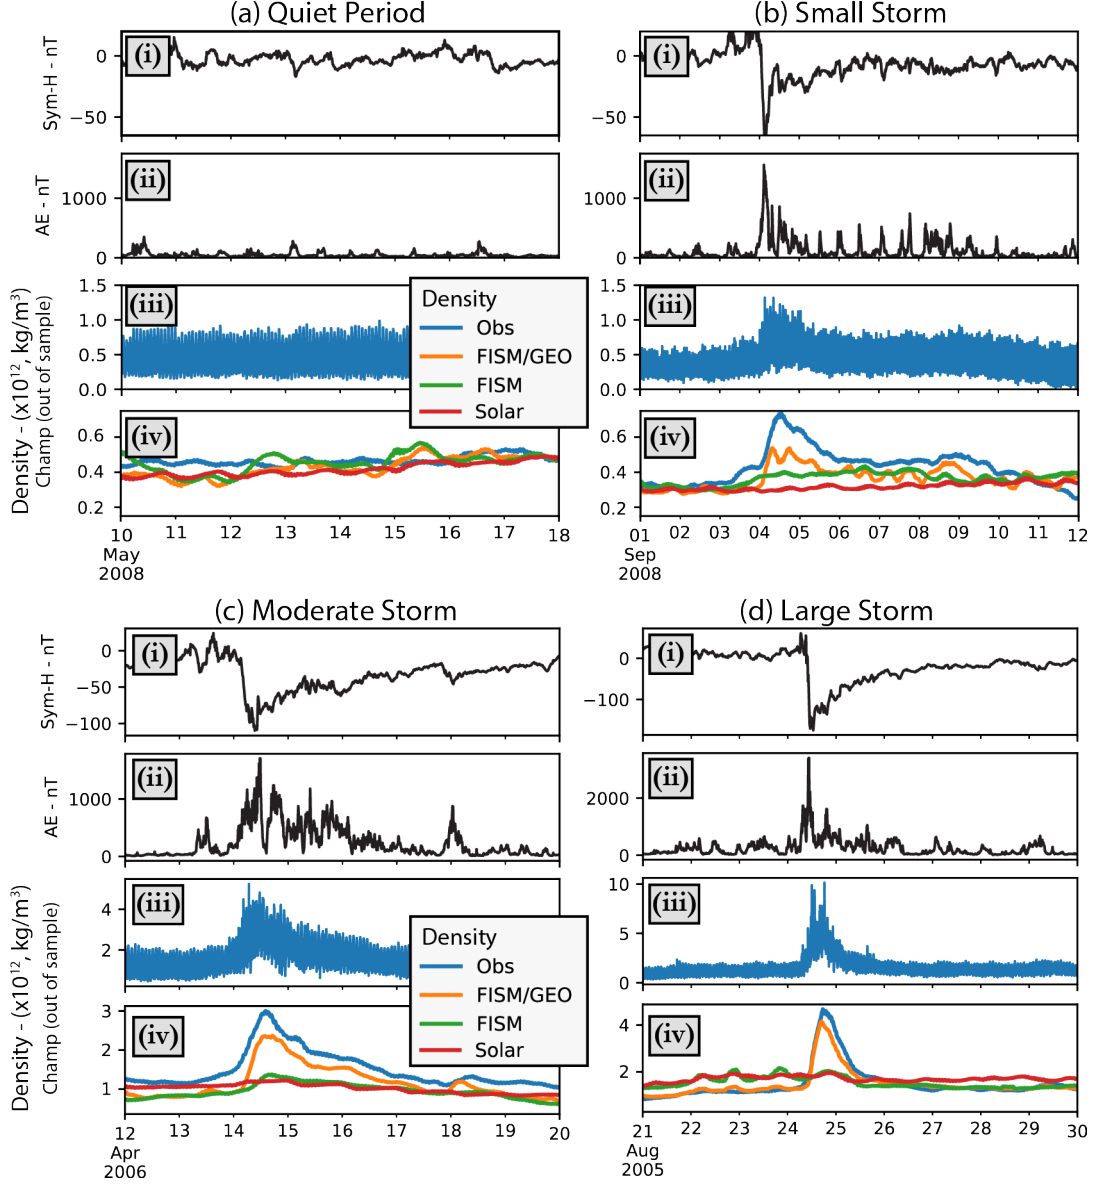 (a) Quiet Period
(b) Small Storm
Sym-H - nT
0
−50
(i)
0
−50
(i)
AE - nT
1000
0
(ii)
1000
0
(ii)
Density - (x10¹², kg/m³)
Champ (out of sample)
1.5
1.0
0.5
0.0
(iii)
1.5
1.0
0.5
0.0
(iii)
Density
Obs
FISM/GEO
FISM
Solar
0.6
0.4
0.2
(iv)
0.6
0.4
0.2
(iv)
10 11 12 13 14 15 16 17 18
May
2008
01 02 03 04 05 06 07 08 09 10 11 12
Sep
2008
(c) Moderate Storm
(d) Large Storm
Sym-H - nT
0
−50
−100
(i)
0
−100
(i)
AE - nT
1000
0
(ii)
2000
0
(ii)
Density - (x10¹², kg/m³)
Champ (out of sample)
4
2
(iii)
10
5
0
(iii)
Density
Obs
FISM/GEO
FISM
Solar
3
2
1
(iv)
4
2
(iv)
12 13 14 15 16 17 18 19 20
Apr
2006
21 22 23 24 25 26 27 28 29 30
Aug
2005